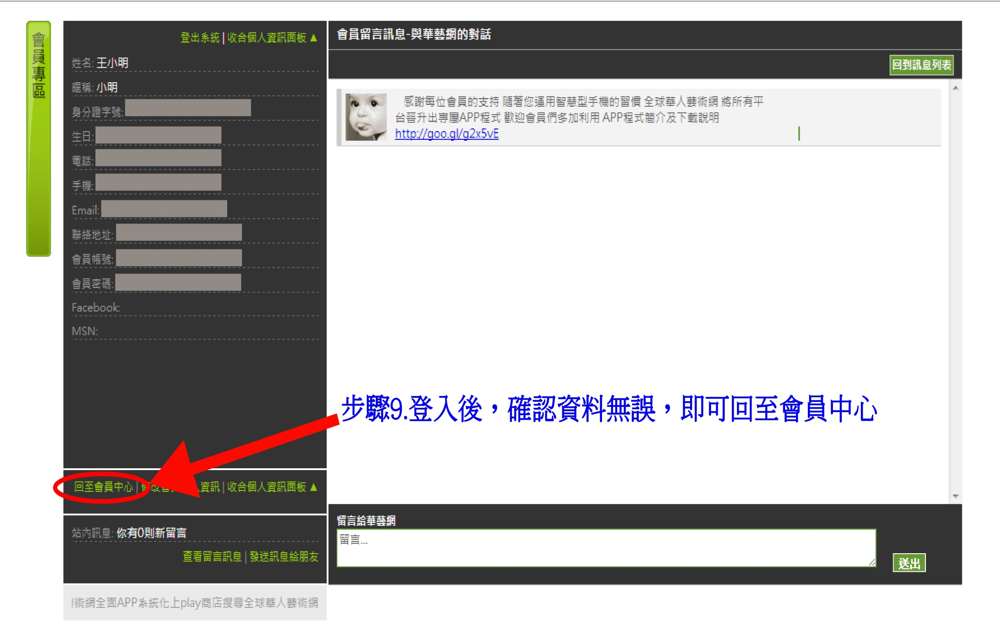 會員專區
登出系統|收合個人資訊面板▲
姓名: 王小明
暱稱: 小明
身分證字號:
生日:
電話:
手機:
Email:
聯絡地址:
會員帳號:
會員密碼:
Facebook:
MSN:
回至會員中心| 資訊|收合個人資訊面板▲
站內訊息: 你有0則新留言
查看留言訊息|發送訊息給朋友
術網全面APP系統化上play商店搜尋全球華人藝術網
會員留言訊息-與華藝網的對話
回到訊息列表
感謝每位會員的支持 隨著您運用智慧型手機的習慣 全球華人藝術網 將所有平
台晉升出專屬APP程式 歡迎會員們多加利用 APP程式簡介及下載說明
http://goo.gl/g2x5vE
步驟9.登入後，確認資料無誤，即可回至會員中心
留言給華藝網
留言...
送出